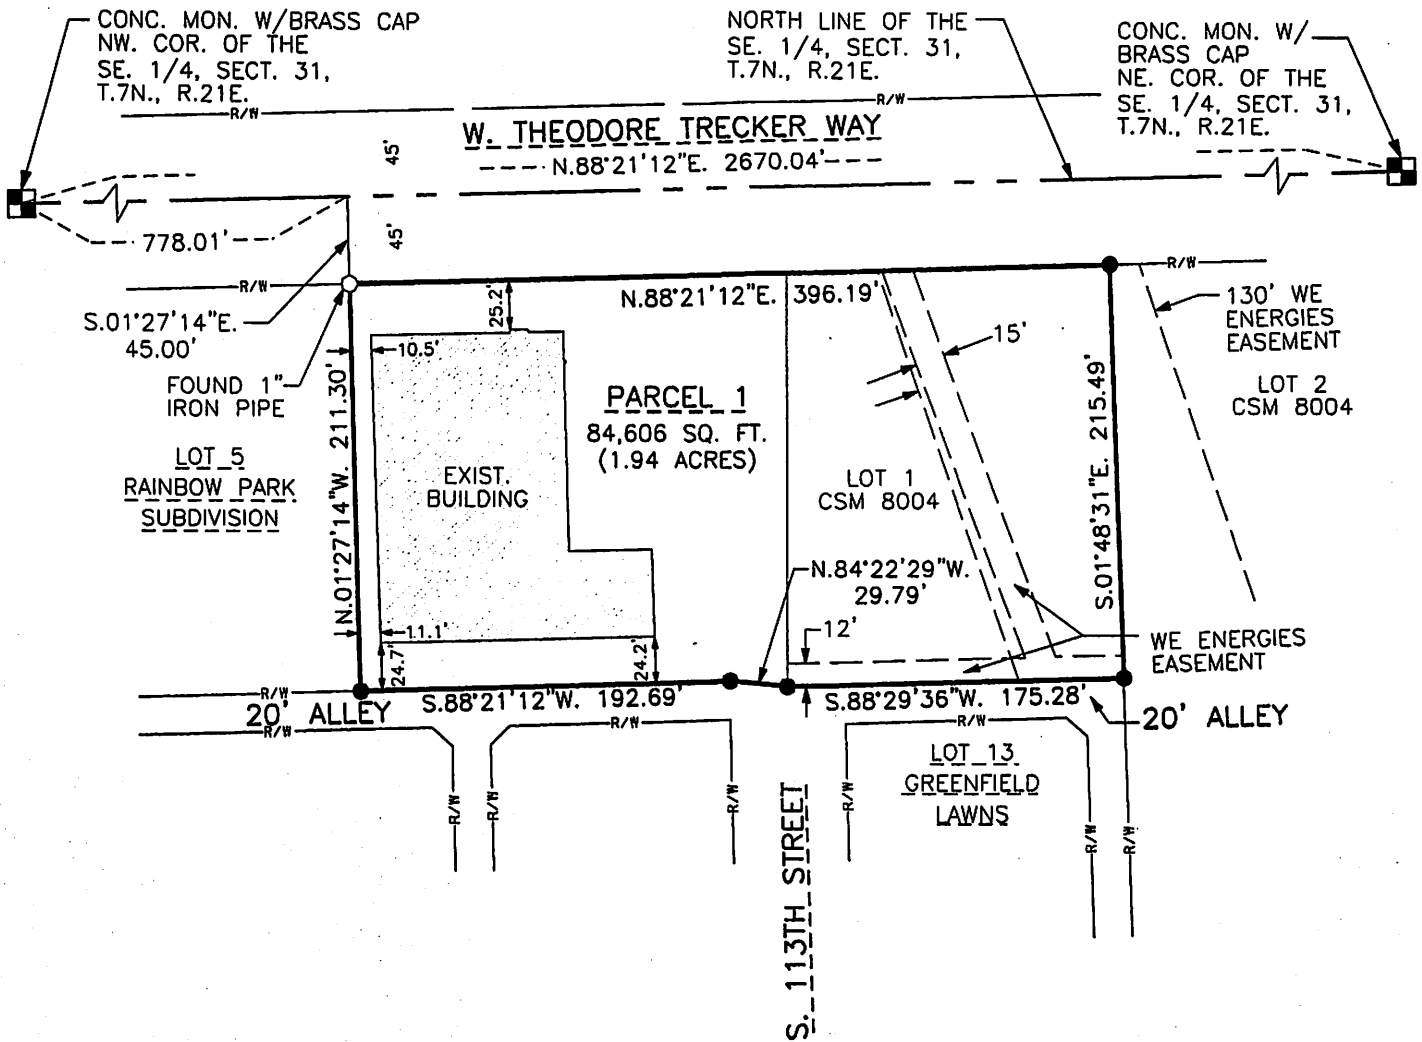 CONC. MON. W/BRASS CAP
NW. COR. OF THE
SE. 1/4, SECT. 31,
T.7N., R.21E.
NORTH LINE OF THE
SE. 1/4, SECT. 31,
T.7N., R.21E.
CONC. MON. W/
BRASS CAP
NE. COR. OF THE
SE. 1/4, SECT. 31,
T.7N., R.21E.
R/W
R/W
W. THEODORE TRECKER WAY
N.88°21'12"E. 2670.04'
45'
45'
778.01'
R/W
R/W
S.01°27'14"E.
45.00'
FOUND 1"
IRON PIPE
N.88°21'12"E. 396.19'
25.2'
10.5'
15'
130' WE
ENERGIES
EASEMENT
LOT 2
CSM 8004
PARCEL 1
84,606 SQ. FT.
(1.94 ACRES)
N.01°27'14"W. 211.30'
S.01°48'31"E. 215.49'
LOT 5
RAINBOW PARK
SUBDIVISION
EXIST.
BUILDING
LOT 1
CSM 8004
N.84°22'29"W.
29.79'
11.1'
12'
24.7'
24.2'
WE ENERGIES
EASEMENT
R/W
S.88°21'12"W. 192.69'
S.88°29'36"W. 175.28'
20' ALLEY
20' ALLEY
R/W
R/W
R/W
LOT 13
GREENFIELD
LAWNS
R/W
R/W
R/W
R/W
R/W
R/W
S. 113TH STREET